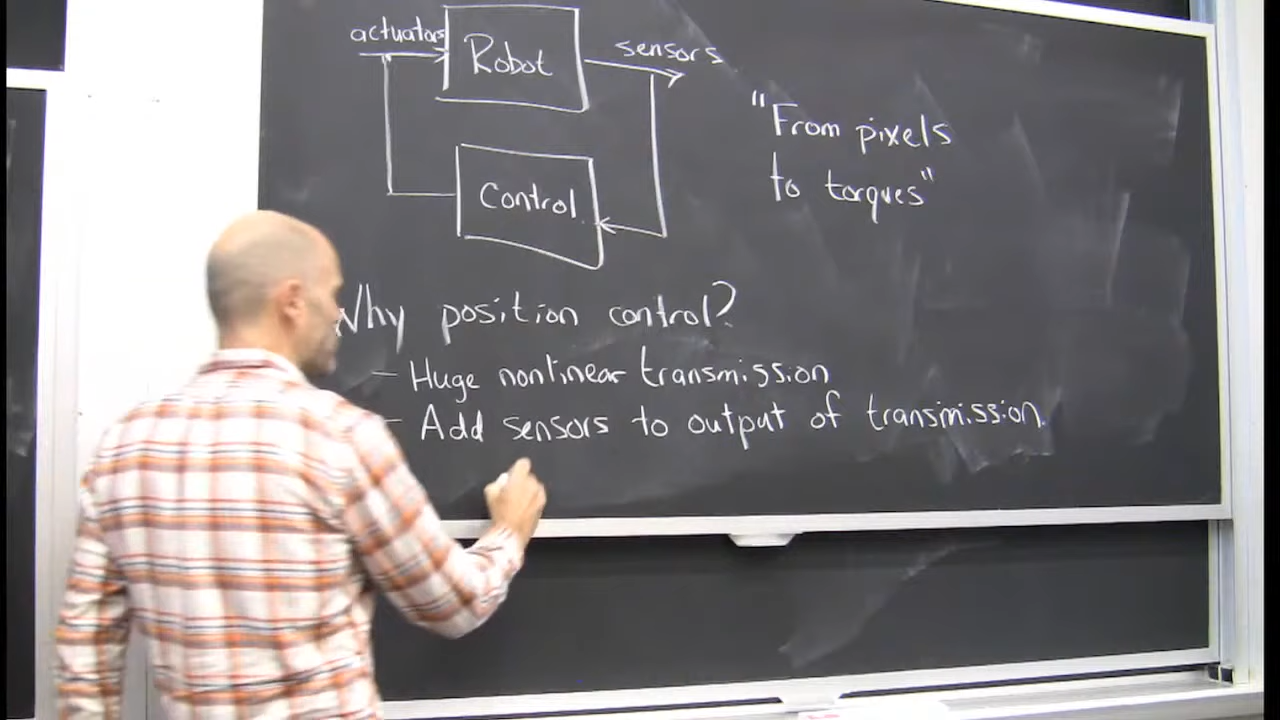 actuators
Robot
sensors
"From pixels
to torques"
Control
Why position control?
- Huge nonlinear transmission
- Add sensors to output of transmission.